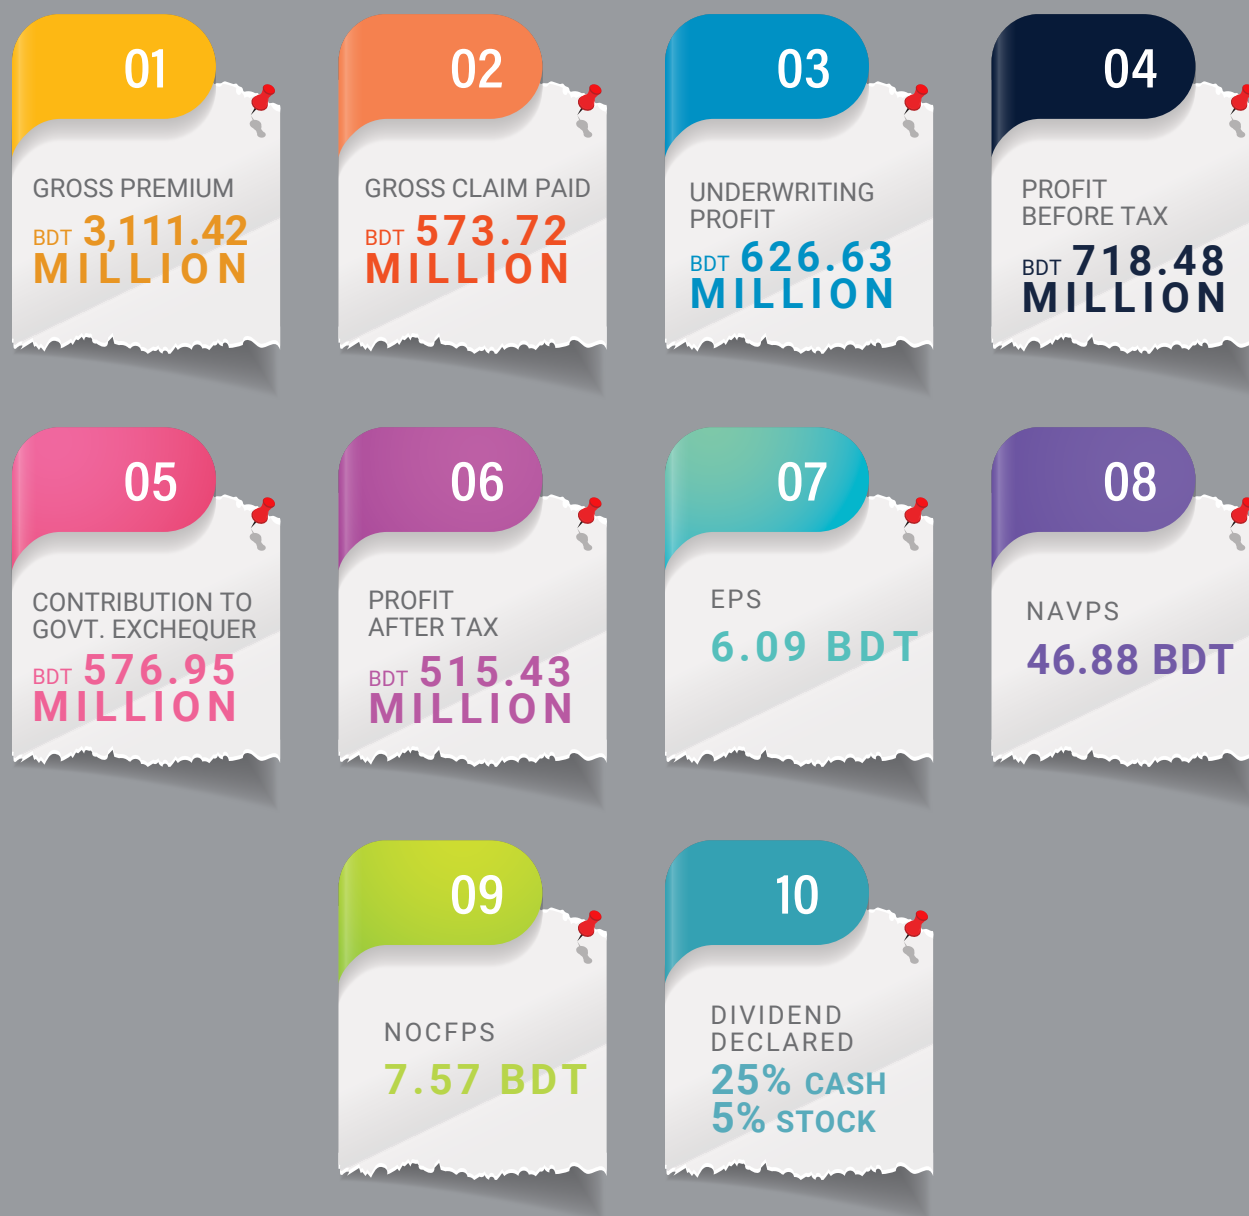 01
GROSS PREMIUM
BDT 3,111.42
MILLION
02
GROSS CLAIM PAID
BDT 573.72
MILLION
03
UNDERWRITING
PROFIT
BDT 626.63
MILLION
04
PROFIT
BEFORE TAX
BDT 718.48
MILLION
05
CONTRIBUTION TO
GOVT. EXCHEQUER
BDT 576.95
MILLION
06
PROFIT
AFTER TAX
BDT 515.43
MILLION
07
EPS
6.09 BDT
08
NAVPS
46.88 BDT
09
NOCFPS
7.57 BDT
10
DIVIDEND
DECLARED
25% CASH
5% STOCK